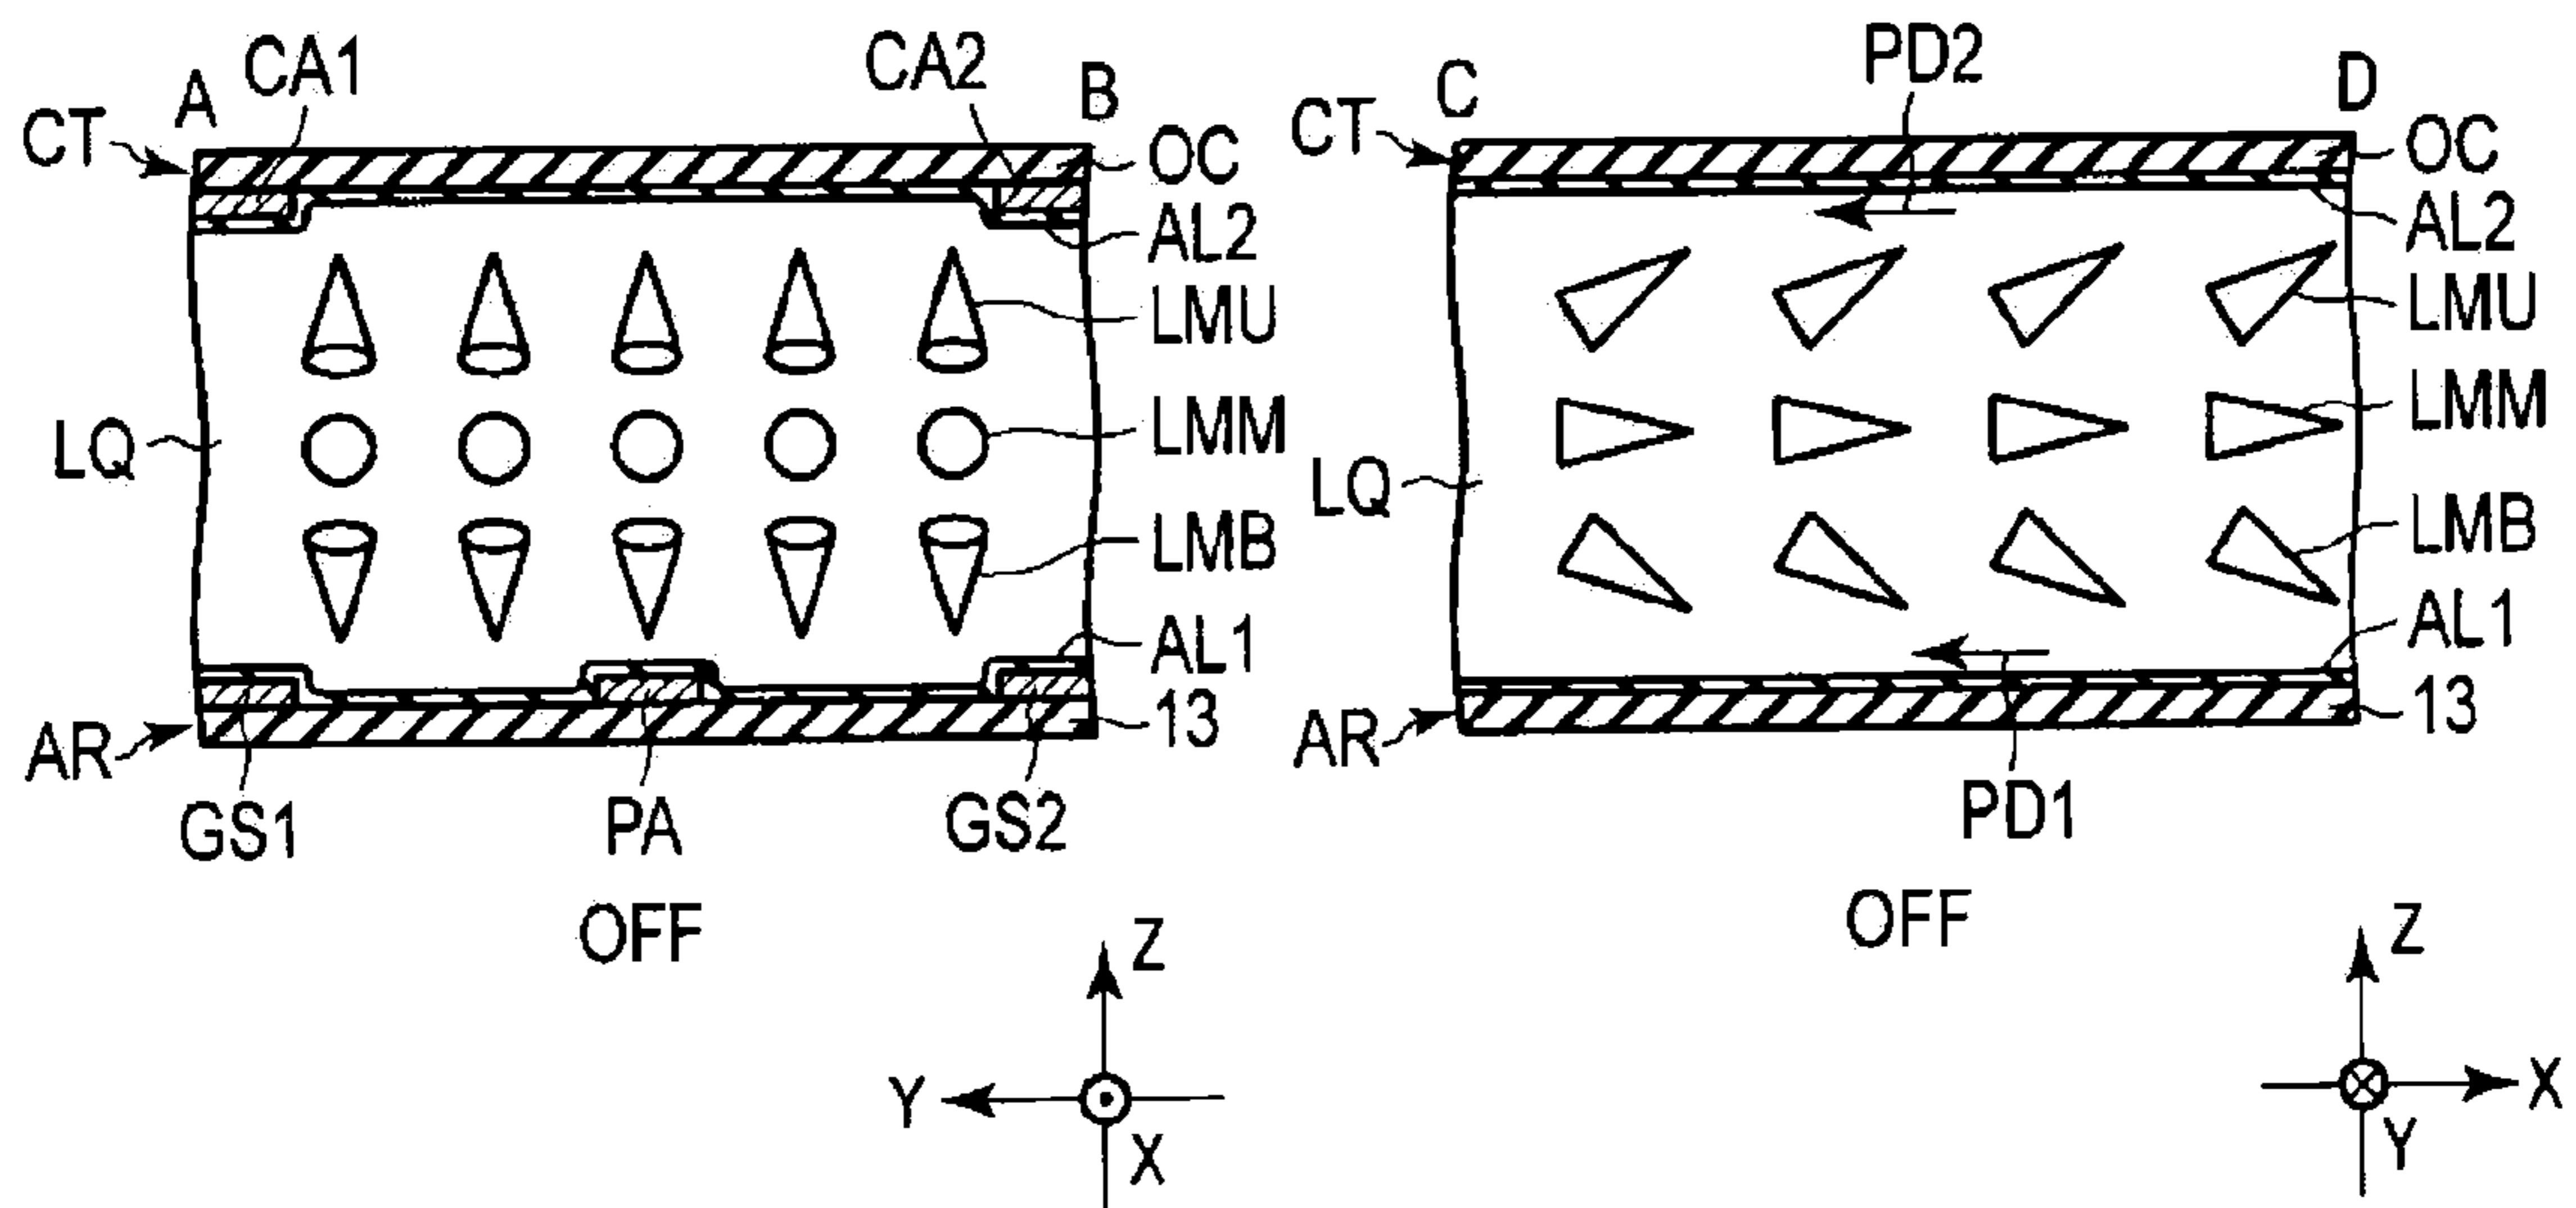 A
CA1
CA2
B
CT
OC
AL2
LMU
LQ
LMM
LMB
AL1
13
AR
GS1
PA
GS2
OFF
Z
Y
X
C
PD2
D
CT
OC
AL2
LMU
LMM
LQ
LMB
AL1
AR
13
PD1
OFF
Z
X
Y